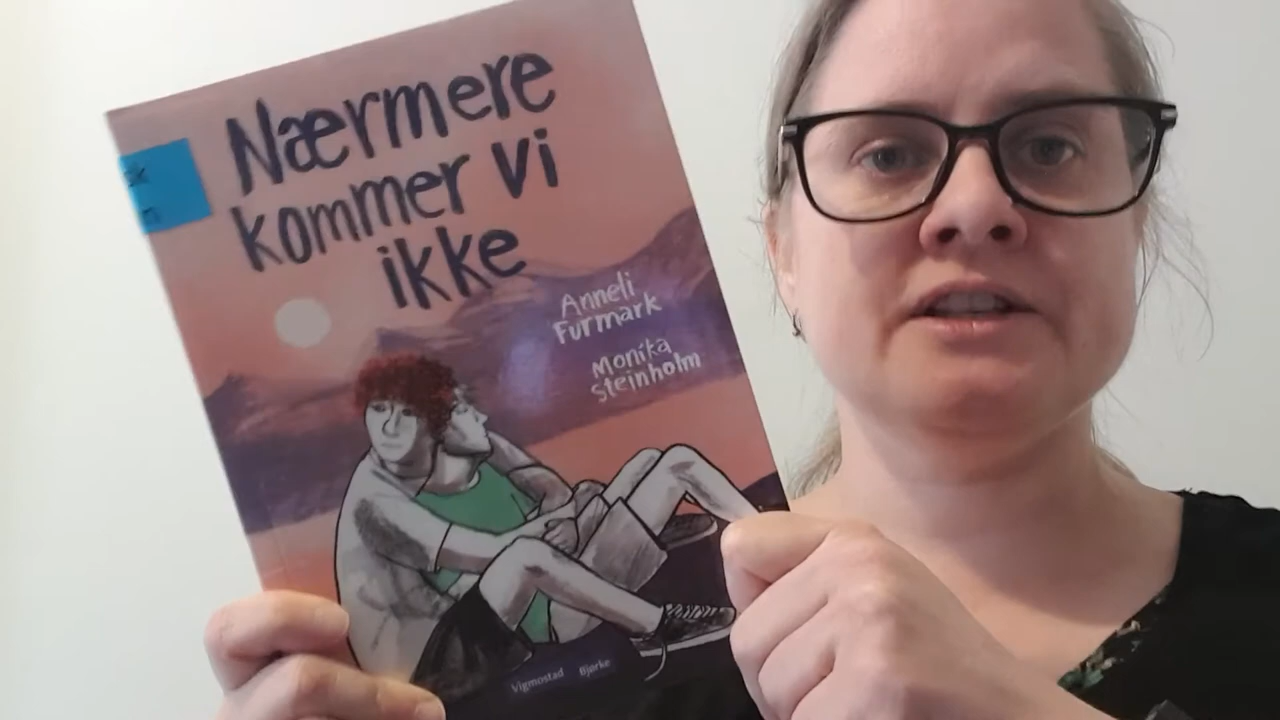 Nærmere
kommer vi
ikke
Anneli
Furmark
Monika
Steinholm
Vigmostad Bjørke